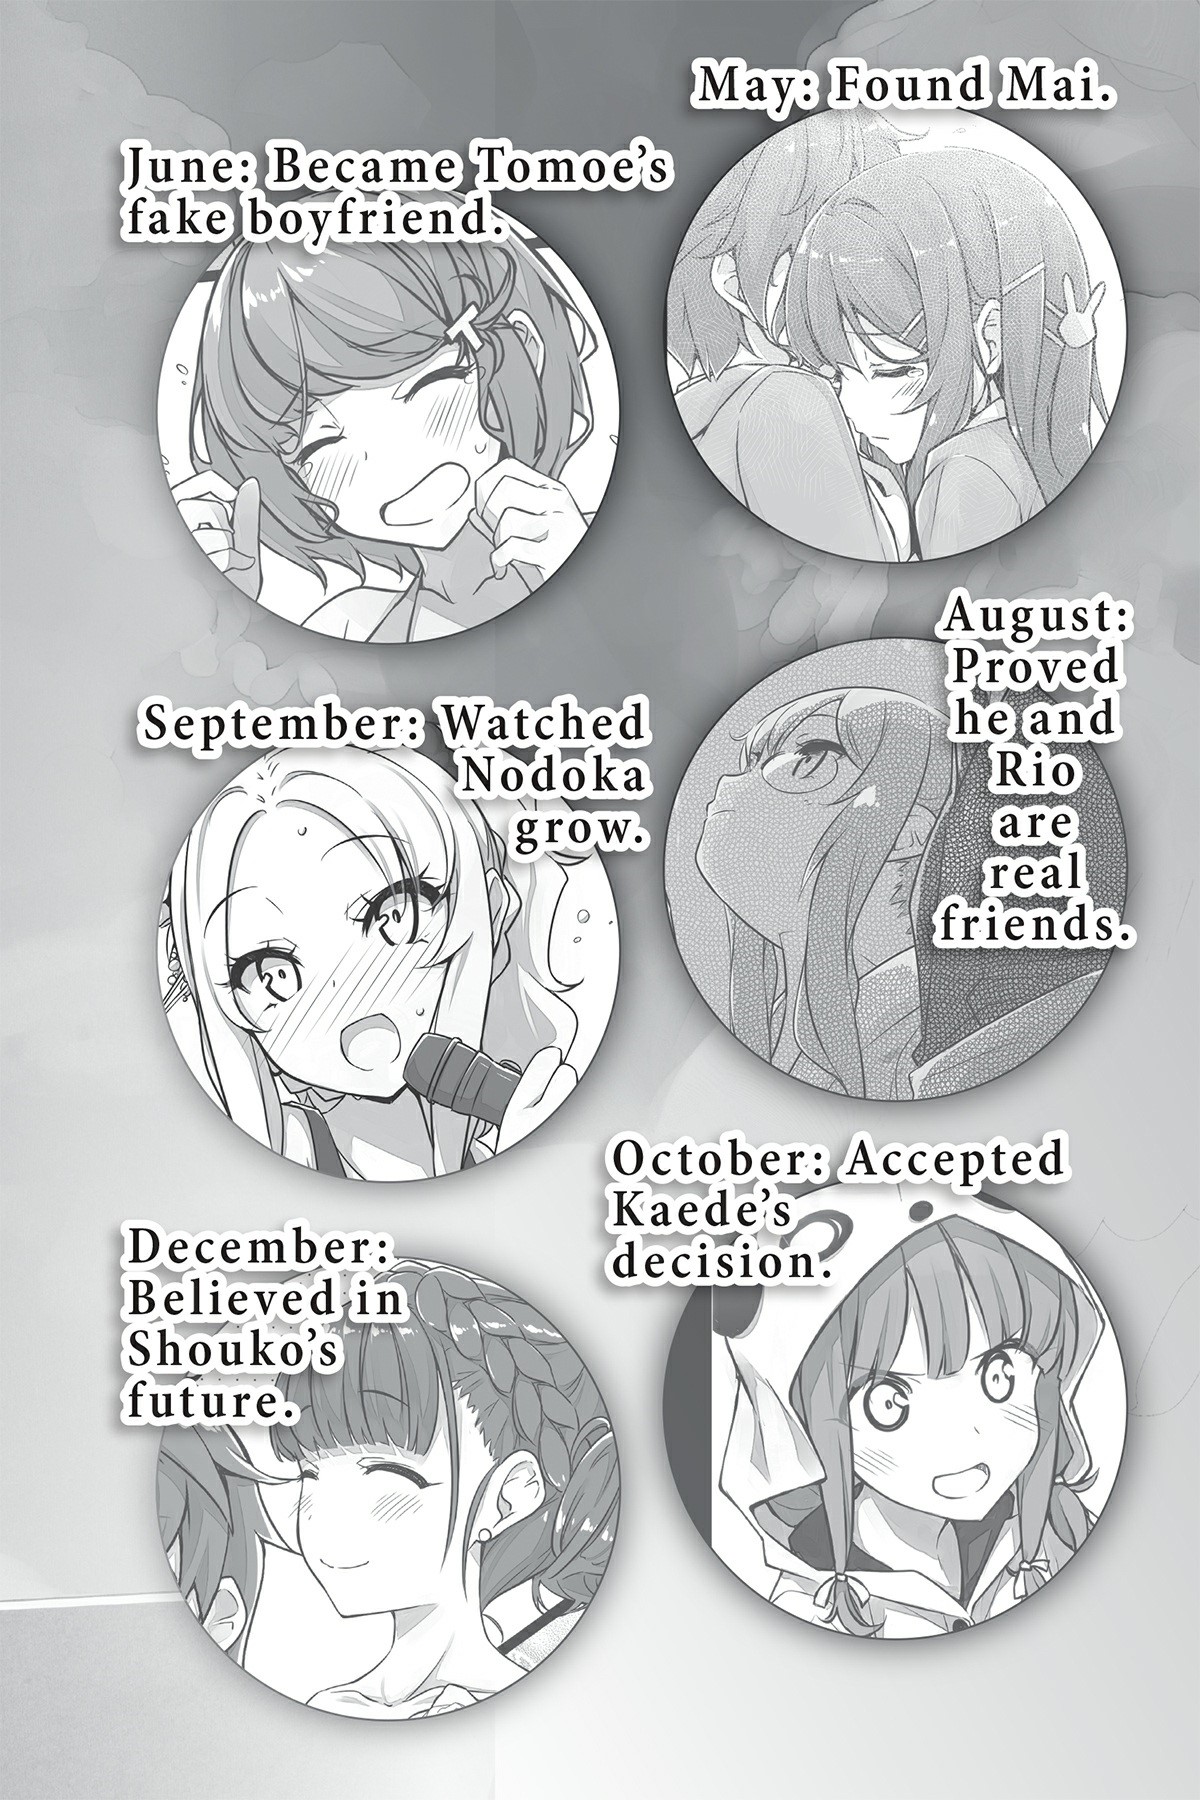 May: Found Mai.
June: Became Tomoe's
fake boyfriend.
August:
Proved
he and
Rio
are
real
friends.
September: Watched
Nodoka
grow.
October: Accepted
Kaede's
decision.
December:
Believed in
Shouko's
future.